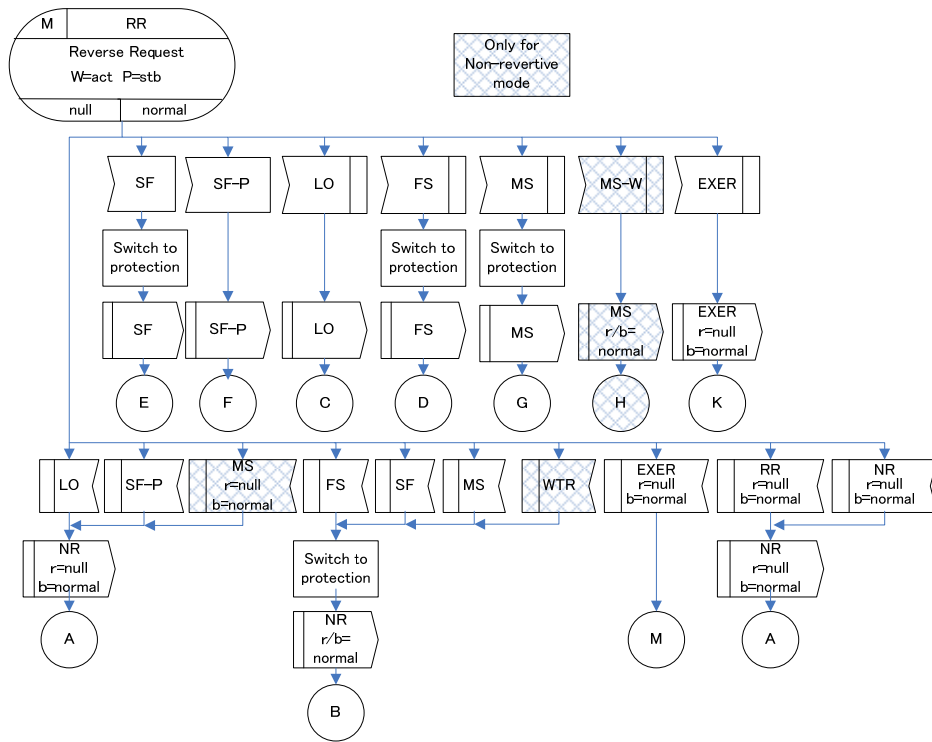 M RR
Reverse Request
W=act P=stb
null normal
Only for
Non-revertive
mode
SF SF-P LO FS MS MS-W EXER
Switch to
protection
Switch to
protection
Switch to
protection
SF SF-P LO FS MS
MS
r/b=
normal
EXER
r=null
b=normal
E F C D G H K
LO SF-P
MS
r=null
b=normal
FS SF MS WTR
EXER
r=null
b=normal
RR
r=null
b=normal
NR
r=null
b=normal
NR
r=null
b=normal
Switch to
protection
NR
r=null
b=normal
A
NR
r/b=
normal
M A
B